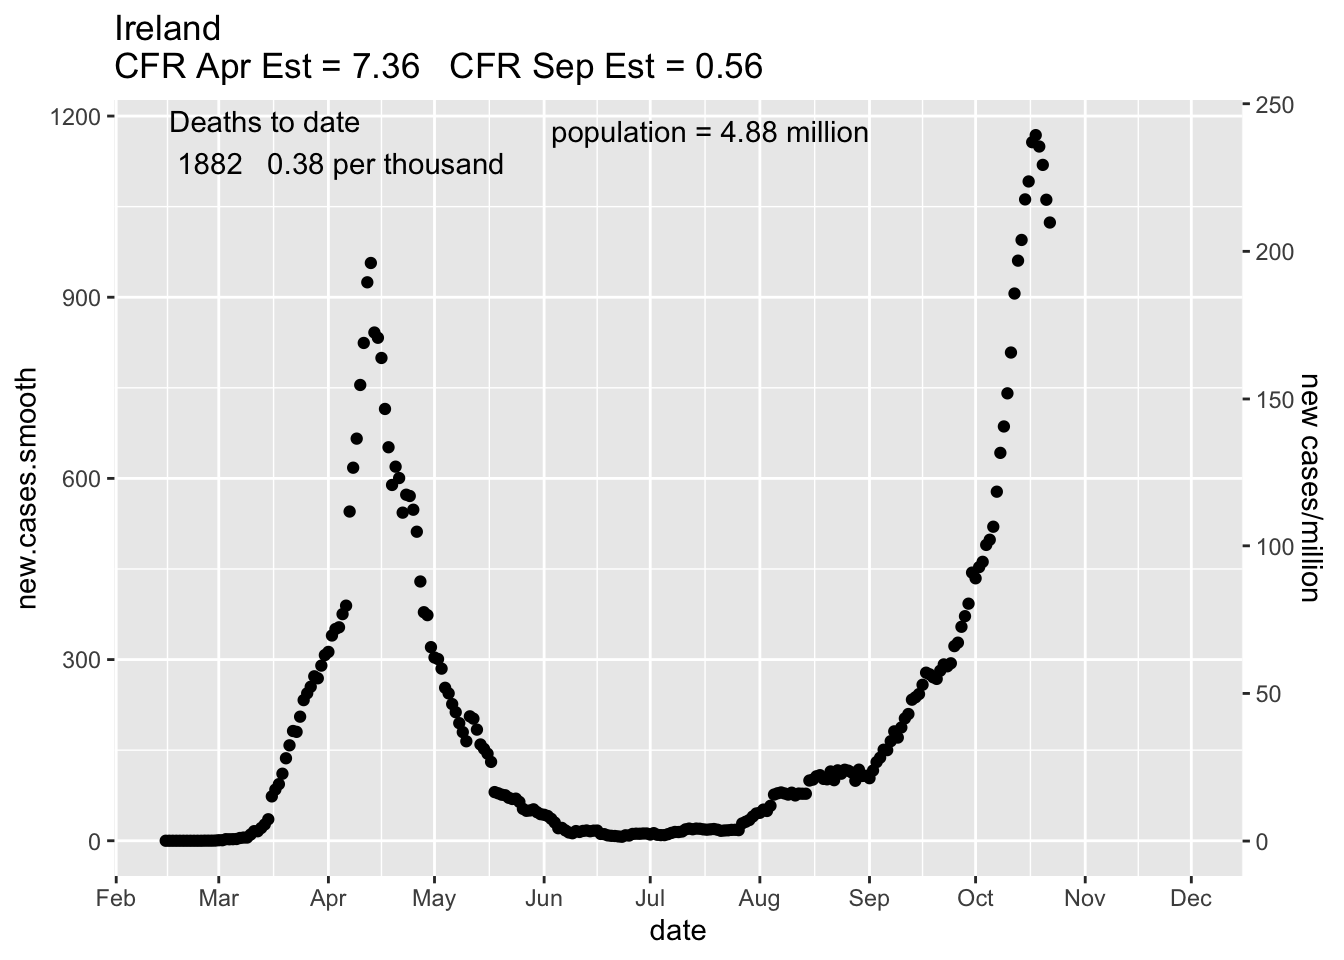 Ireland
CFR Apr Est = 7.36   CFR Sep Est = 0.56
Deaths to date
1882   0.38 per thousand
population = 4.88 million
new.cases.smooth
1200
900
600
300
0
250
200
150
100
50
0
new cases/million
Feb Mar Apr May Jun Jul Aug Sep Oct Nov Dec
date